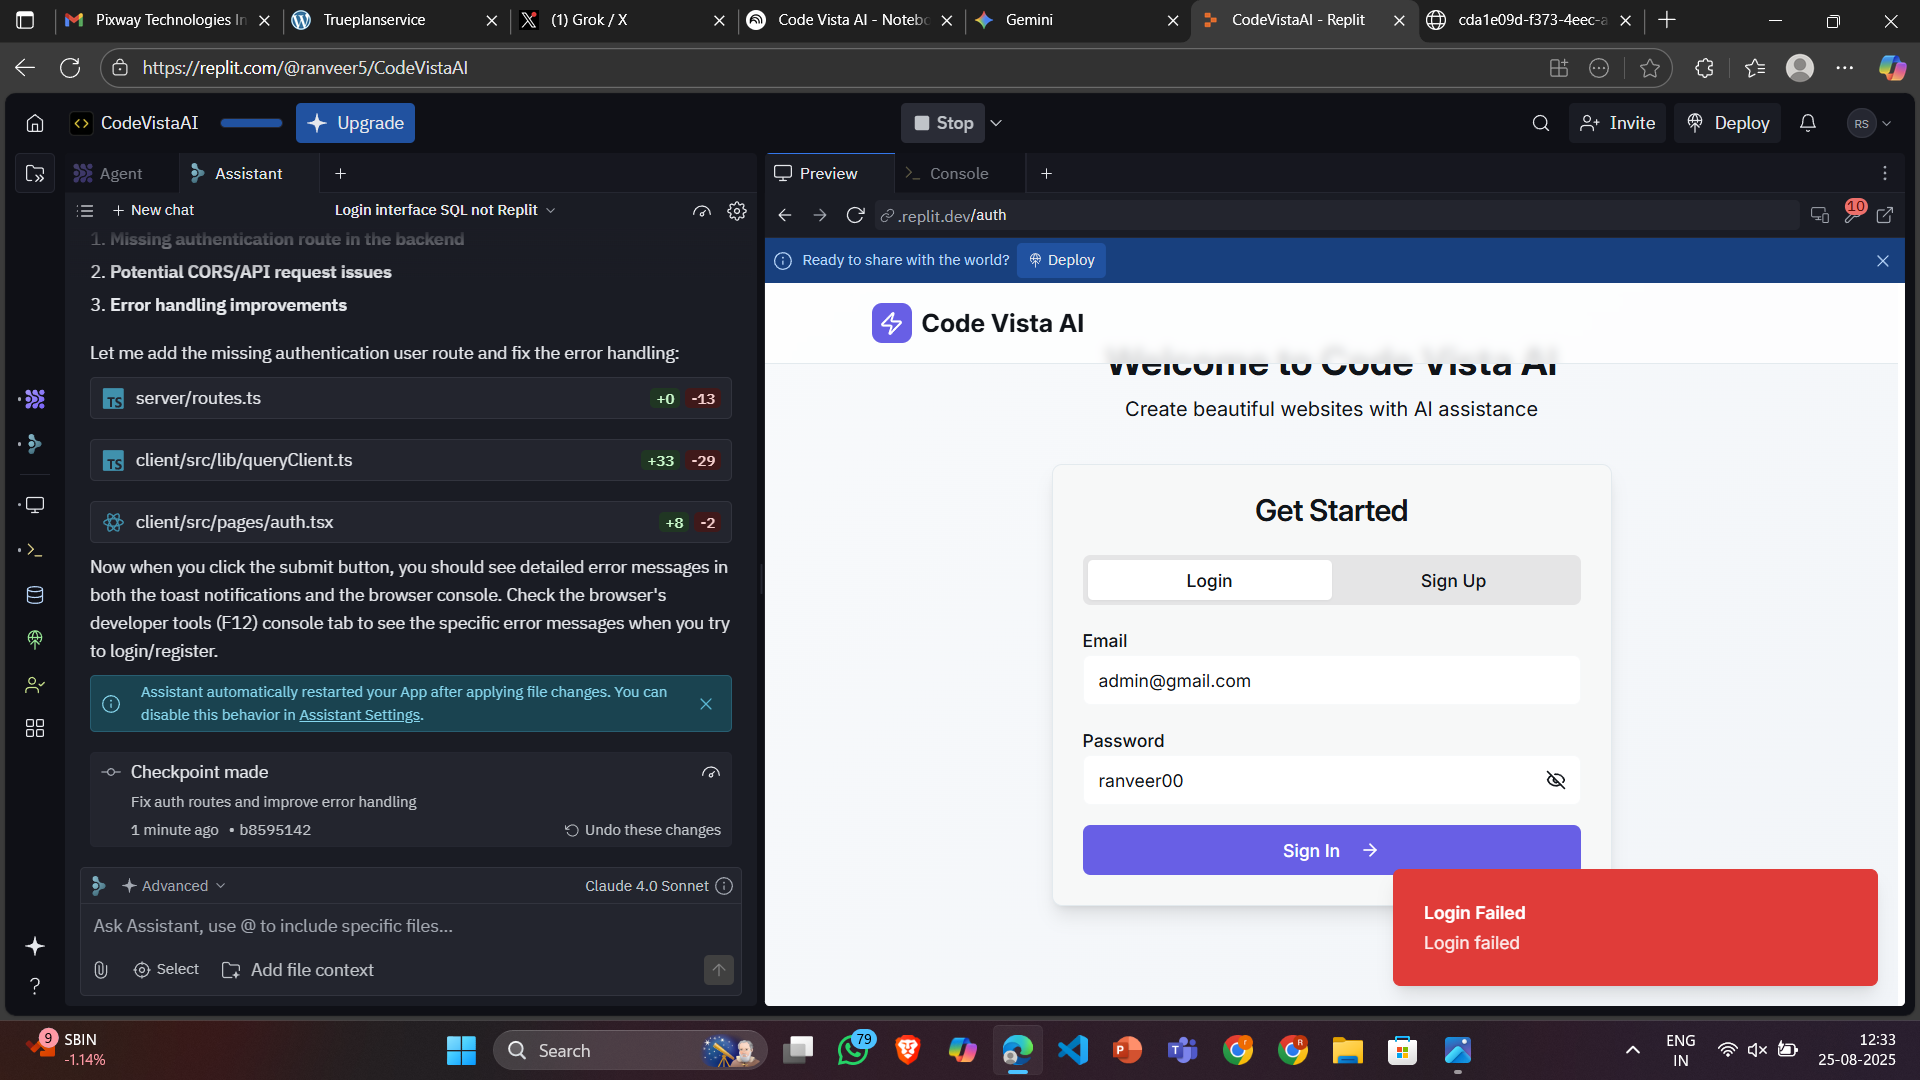 Pixway Technologies In
Trueplanservice
(1) Grok / X
Code Vista AI - Notebo
Gemini
CodeVistaAI - Replit
cda1e09d-f373-4eec-a
https://replit.com/@ranveer5/CodeVistaAI
CodeVistaAI
Upgrade
Stop
Invite
Deploy
RS
Agent
Assistant
Preview
Console
New chat
Login interface SQL not Replit
.replit.dev/auth
10
1. Missing authentication route in the backend
2. Potential CORS/API request issues
3. Error handling improvements
Let me add the missing authentication user route and fix the error handling:
TS server/routes.ts +0 -13
TS client/src/lib/queryClient.ts +33 -29
client/src/pages/auth.tsx +8 -2
Now when you click the submit button, you should see detailed error messages in
both the toast notifications and the browser console. Check the browser's
developer tools (F12) console tab to see the specific error messages when you try
to login/register.
Assistant automatically restarted your App after applying file changes. You can
disable this behavior in Assistant Settings.
Checkpoint made
Fix auth routes and improve error handling
1 minute ago • b8595142
Undo these changes
Advanced
Claude 4.0 Sonnet
Ask Assistant, use @ to include specific files...
Select
Add file context
Ready to share with the world?
Deploy
Code Vista AI
Welcome to Code Vista AI
Create beautiful websites with AI assistance
Get Started
Login
Sign Up
Email
admin@gmail.com
Password
ranveer00
Sign In
Login Failed
Login failed
9
SBIN
-1.14%
Search
79
ENG
IN
12:33
25-08-2025